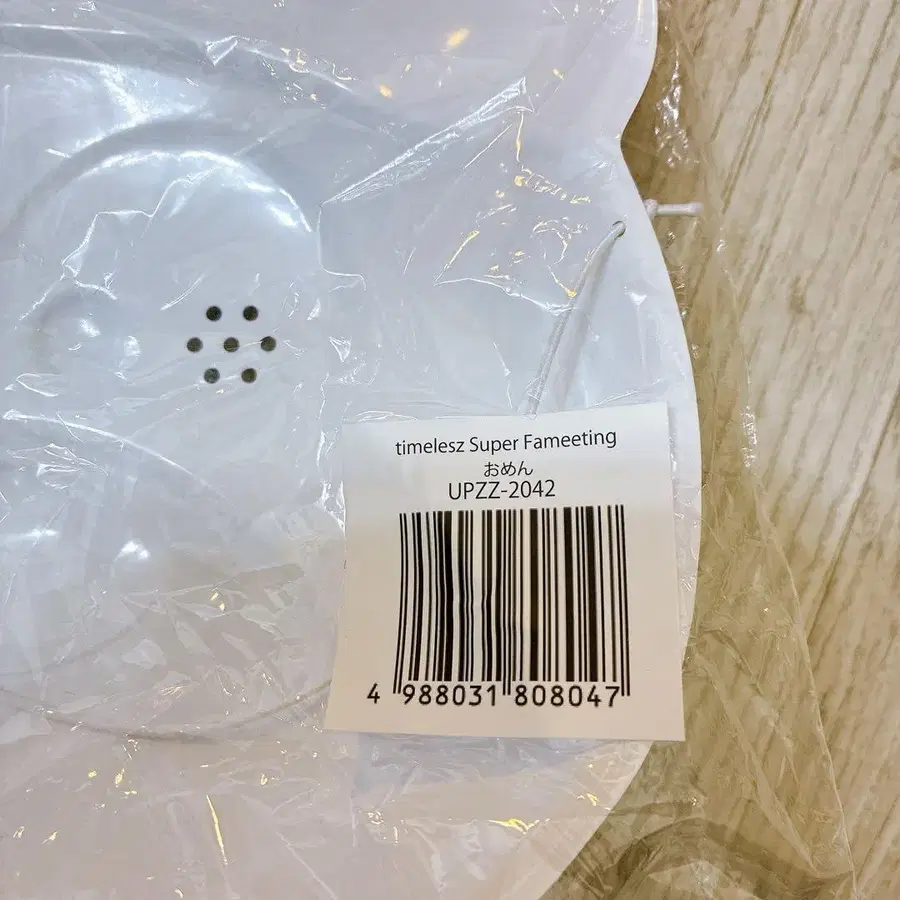 timelesz Super Fameeting
おめん
UPZZ-2042
4 988031 808047